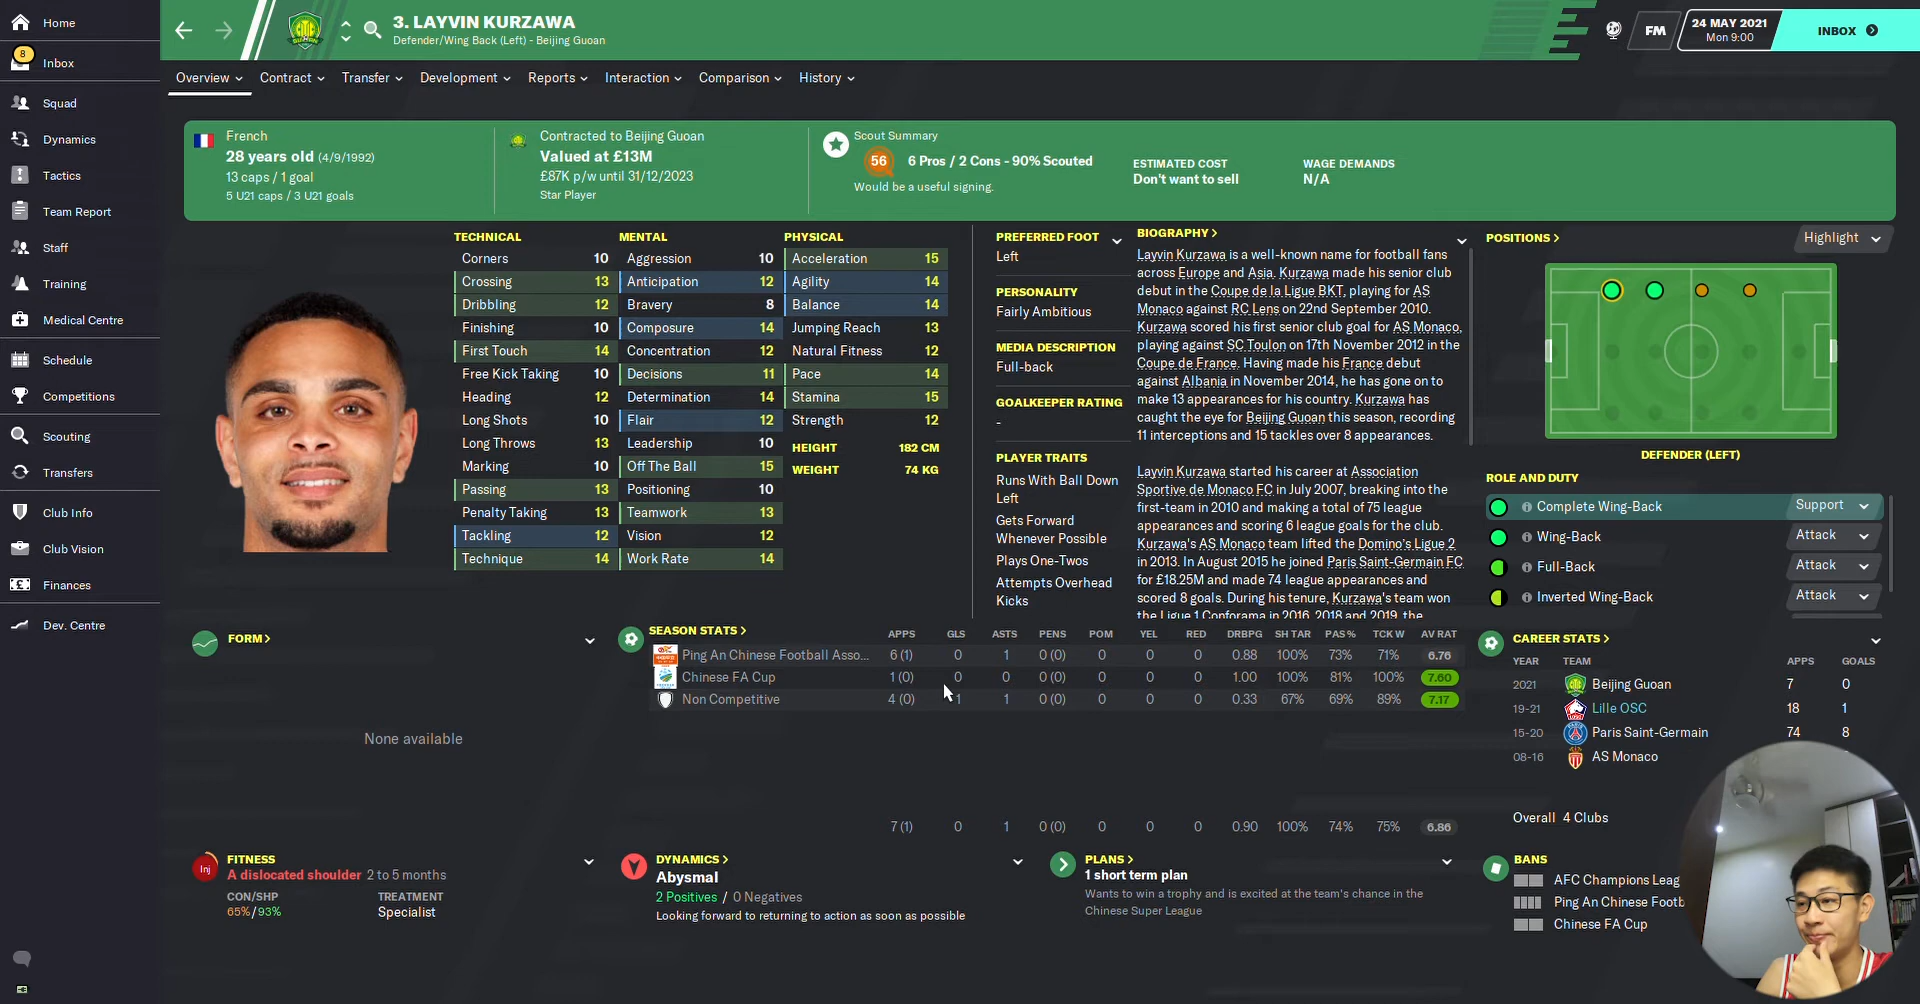 Home
8
Inbox
Squad
Dynamics
Tactics
Team Report
Staff
Training
Medical Centre
Schedule
Competitions
Scouting
Transfers
Club Info
Club Vision
Finances
Dev. Centre
3. LAYVIN KURZAWA
Defender/Wing Back (Left) - Beijing Guoan
FM
24 MAY 2021
Mon 9:00
INBOX
Overview
Contract
Transfer
Development
Reports
Interaction
Comparison
History
French
28 years old (4/9/1992)
13 caps / 1 goal
5 U21 caps / 3 U21 goals
Contracted to Beijing Guoan
Valued at £13M
£87K p/w until 31/12/2023
Star Player
Scout Summary
56 6 Pros / 2 Cons - 90% Scouted
Would be a useful signing.
ESTIMATED COST
Don't want to sell
WAGE DEMANDS
N/A
TECHNICAL
Corners 10
Crossing 13
Dribbling 12
Finishing 10
First Touch 14
Free Kick Taking 10
Heading 12
Long Shots 10
Long Throws 13
Marking 10
Passing 13
Penalty Taking 13
Tackling 12
Technique 14
MENTAL
Aggression 10
Anticipation 12
Bravery 8
Composure 14
Concentration 12
Decisions 11
Determination 14
Flair 12
Leadership 10
Off The Ball 15
Positioning 10
Teamwork 13
Vision 12
Work Rate 14
PHYSICAL
Acceleration 15
Agility 14
Balance 14
Jumping Reach 13
Natural Fitness 12
Pace 14
Stamina 15
Strength 12
HEIGHT 182 CM
WEIGHT 74 KG
PREFERRED FOOT
Left
PERSONALITY
Fairly Ambitious
MEDIA DESCRIPTION
Full-back
GOALKEEPER RATING
-
PLAYER TRAITS
Runs With Ball Down
Left
Gets Forward
Whenever Possible
Plays One-Twos
Attempts Overhead
Kicks
BIOGRAPHY >
Layvin Kurzawa is a well-known name for football fans
across Europe and Asia. Kurzawa made his senior club
debut in the Coupe de la Ligue BKT, playing for AS
Monaco against RC Lens on 22nd September 2010.
Kurzawa scored his first senior club goal for AS Monaco,
playing against SC Toulon on 17th November 2012 in the
Coupe de France. Having made his France debut
against Albania in November 2014, he has gone on to
make 13 appearances for his country. Kurzawa has
caught the eye for Beijing Guoan this season, recording
11 interceptions and 15 tackles over 8 appearances.
Layvin Kurzawa started his career at Association
Sportive de Monaco FC in July 2007, breaking into the
first-team in 2010 and making a total of 75 league
appearances and scoring 6 league goals for the club.
Kurzawa's AS Monaco team lifted the Domino's Ligue 2
in 2013. In August 2015 he joined Paris Saint-Germain FC
for £18.25M and made 74 league appearances and
scored 8 goals. During his tenure, Kurzawa's team won
the Ligue 1 Conforama in 2016, 2018 and 2019, the
POSITIONS >
Highlight
DEFENDER (LEFT)
ROLE AND DUTY
Complete Wing-Back Support
Wing-Back Attack
Full-Back Attack
Inverted Wing-Back Attack
FORM >
None available
SEASON STATS > APPS GLS ASTS PENS POM YEL RED DRBPG SH TAR PAS % TCK W AV RAT
Ping An Chinese Football Asso... 6 (1) 0 1 0 (0) 0 0 0 0.88 100% 73% 71% 6.76
Chinese FA Cup 1 (0) 0 0 0 (0) 0 0 0 1.00 100% 81% 100% 7.60
Non Competitive 4 (0) 1 1 0 (0) 0 0 0 0.33 67% 69% 89% 7.17
7 (1) 0 1 0 (0) 0 0 0 0.90 100% 74% 75% 6.86
CAREER STATS >
YEAR TEAM APPS GOALS
2021 Beijing Guoan 7 0
19-21 Lille OSC 18 1
15-20 Paris Saint-Germain 74 8
08-16 AS Monaco
Overall 4 Clubs
Inj
FITNESS
A dislocated shoulder 2 to 5 months
CON/SHP
65%/93%
TREATMENT
Specialist
DYNAMICS >
Abysmal
2 Positives / 0 Negatives
Looking forward to returning to action as soon as possible
PLANS >
1 short term plan
Wants to win a trophy and is excited at the team's chance in the
Chinese Super League
BANS
AFC Champions Leag
Ping An Chinese Footb
Chinese FA Cup